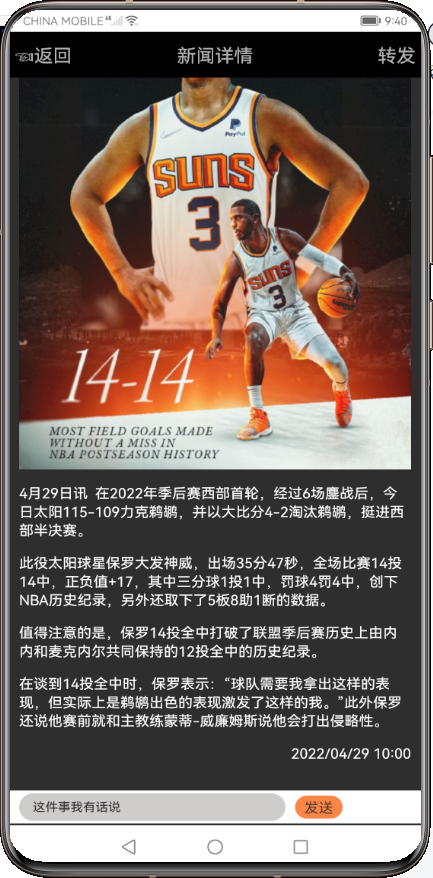 CHINA MOBILE 9:40
返回 新闻详情 转发
PayPal
SUNS
3
SUNS
3
14-14
MOST FIELD GOALS MADE
WITHOUT A MISS IN
NBA POSTSEASON HISTORY
4月29日讯 在2022年季后赛西部首轮，经过6场鏖战后，今
日太阳115-109力克鹈鹕，并以大比分4-2淘汰鹈鹕，挺进西
部半决赛。
此役太阳球星保罗大发神威，出场35分47秒，全场比赛14投
14中，正负值+17，其中三分球1投1中，罚球4罚4中，创下
NBA历史纪录，另外还取下了5板8助1断的数据。
值得注意的是，保罗14投全中打破了联盟季后赛历史上由内
内和麦克内尔共同保持的12投全中的历史纪录。
在谈到14投全中时，保罗表示：“球队需要我拿出这样的表
现，但实际上是鹈鹕出色的表现激发了这样的我。”此外保罗
还说他赛前就和主教练蒙蒂-威廉姆斯说他会打出侵略性。
2022/04/29 10:00
这件事我有话说 发送